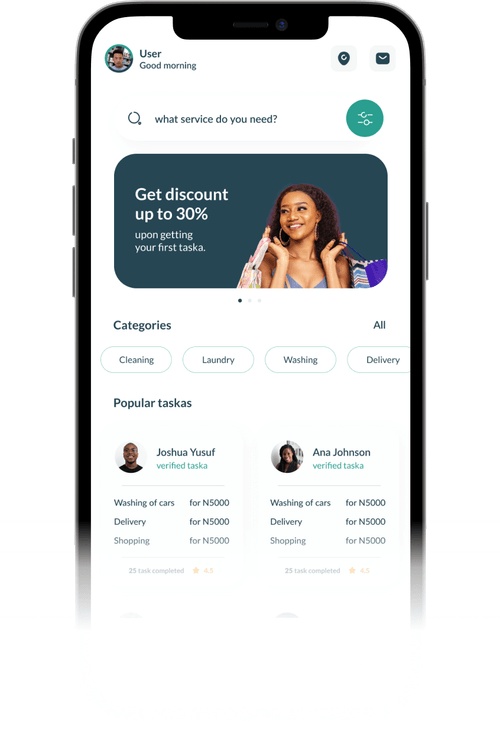 User
Good morning
what service do you need?
Get discount
up to 30%
upon getting
your first taska.
Categories All
Cleaning Laundry Washing Delivery
Popular taskas
Joshua Yusuf
verified taska
Washing of cars for N5000
Delivery for N5000
Shopping for N5000
25 task completed 4.5
Ana Johnson
verified taska
Washing of cars for N5000
Delivery for N5000
Shopping for N5000
25 task completed 4.5